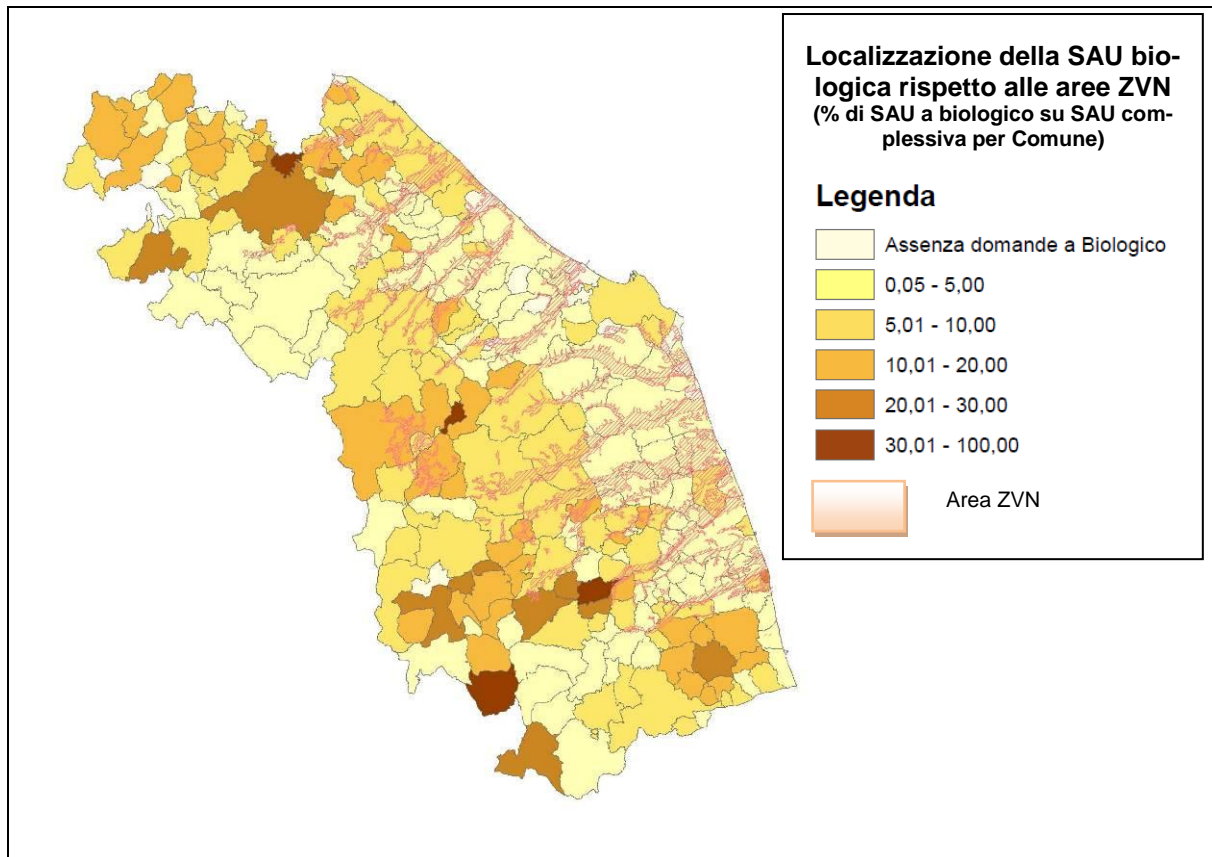 Localizzazione della SAU bio-
logica rispetto alle aree ZVN
(% di SAU a biologico su SAU com-
plessiva per Comune)
Legenda
Assenza domande a Biologico
0,05 - 5,00
5,01 - 10,00
10,01 - 20,00
20,01 - 30,00
30,01 - 100,00
Area ZVN